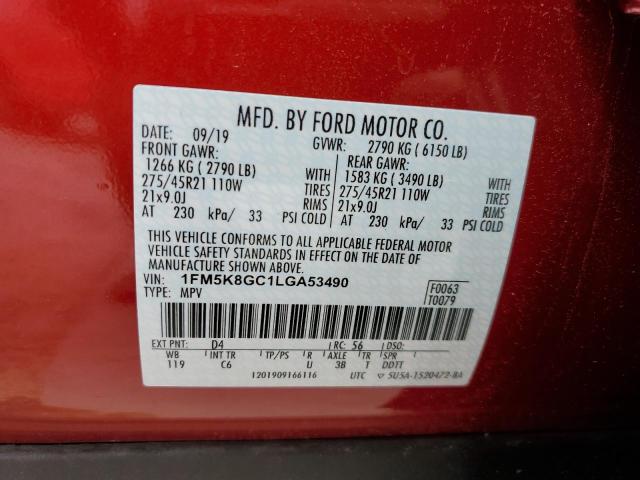 MFD. BY FORD MOTOR CO.
DATE: 09/19 GVWR: 2790 KG ( 6150 LB)
FRONT GAWR: REAR GAWR:
1266 KG ( 2790 LB) WITH 1583 KG ( 3490 LB) WITH
275/45R21 110W TIRES 275/45R21 110W TIRES
21x9.0J RIMS 21x9.0J RIMS
AT 230 kPa/ 33 PSI COLD AT 230 kPa/ 33 PSI COLD
THIS VEHICLE CONFORMS TO ALL APPLICABLE FEDERAL MOTOR
VEHICLE SAFETY STANDARDS IN EFFECT ON THE DATE OF
MANUFACTURE SHOWN ABOVE.
VIN: 1FM5K8GC1LGA53490 F0063
TYPE: MPV T0079
EXT PNT: D4 RC: 56 DSO:
WB INT TR TP/PS R AXLE TR SPR
119 C6 U 3B T DDTT
1201909166116 UTC ▽ 5U5A-1520472-BA